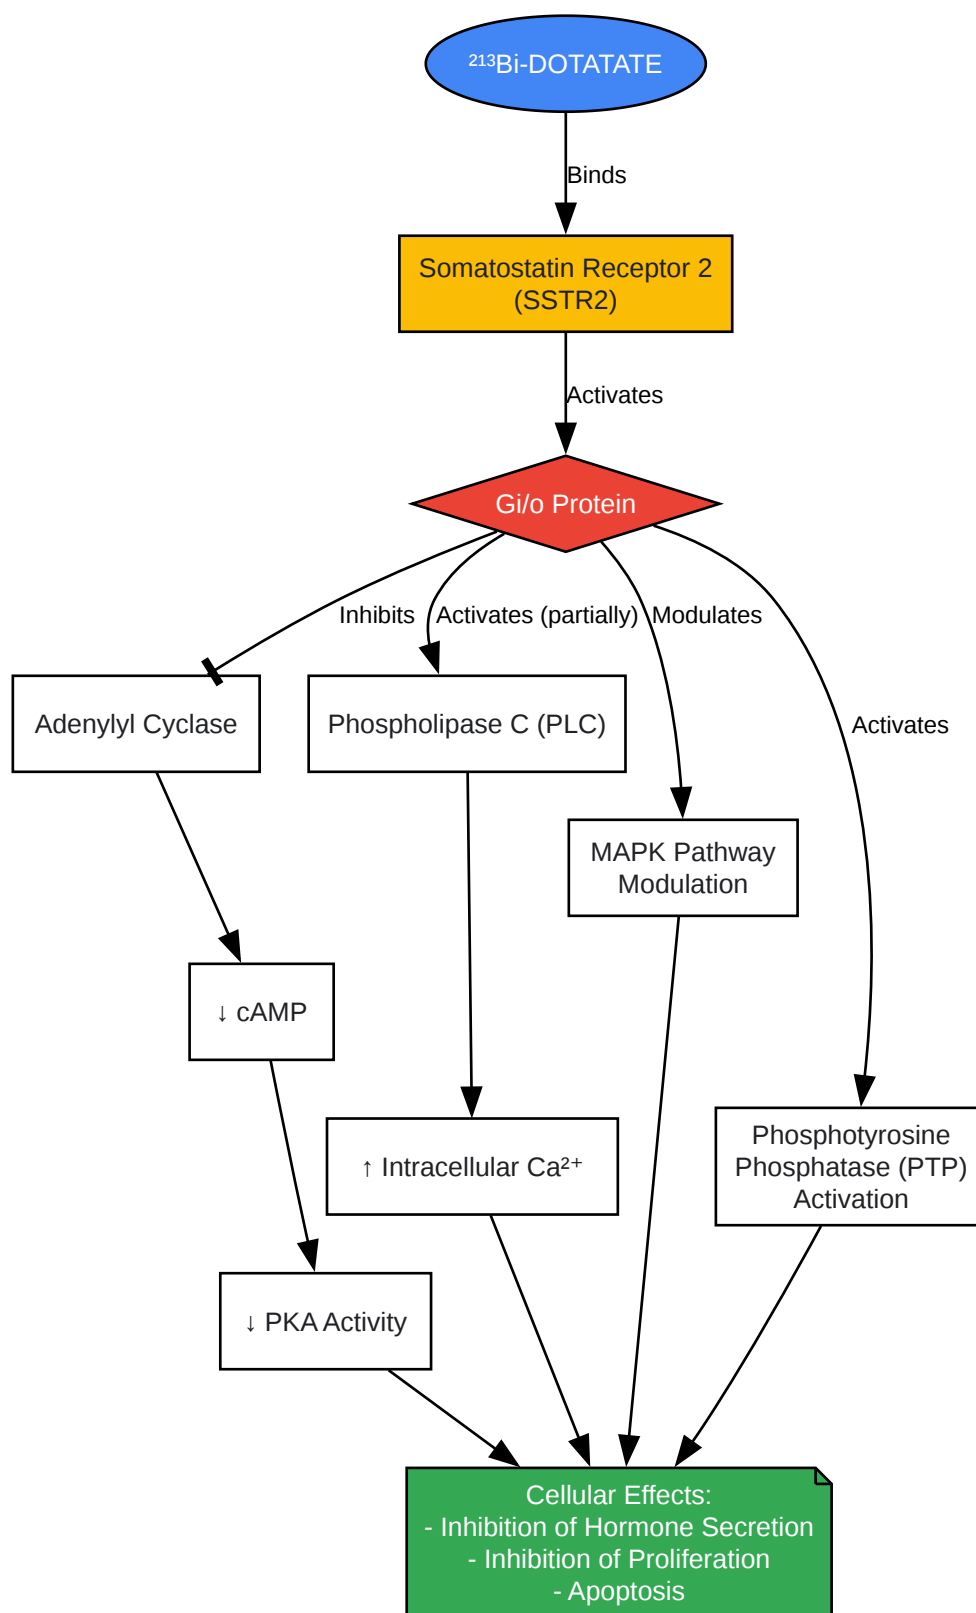 ²¹³Bi-DOTATATE
Binds
Somatostatin Receptor 2
(SSTR2)
Activates
Gi/o Protein
Inhibits
Activates (partially)
Modulates
Adenylyl Cyclase
Phospholipase C (PLC)
Activates
MAPK Pathway
Modulation
↓ cAMP
↑ Intracellular Ca²⁺
Phosphotyrosine
Phosphatase (PTP)
Activation
↓ PKA Activity
Cellular Effects:
- Inhibition of Hormone Secretion
- Inhibition of Proliferation
- Apoptosis